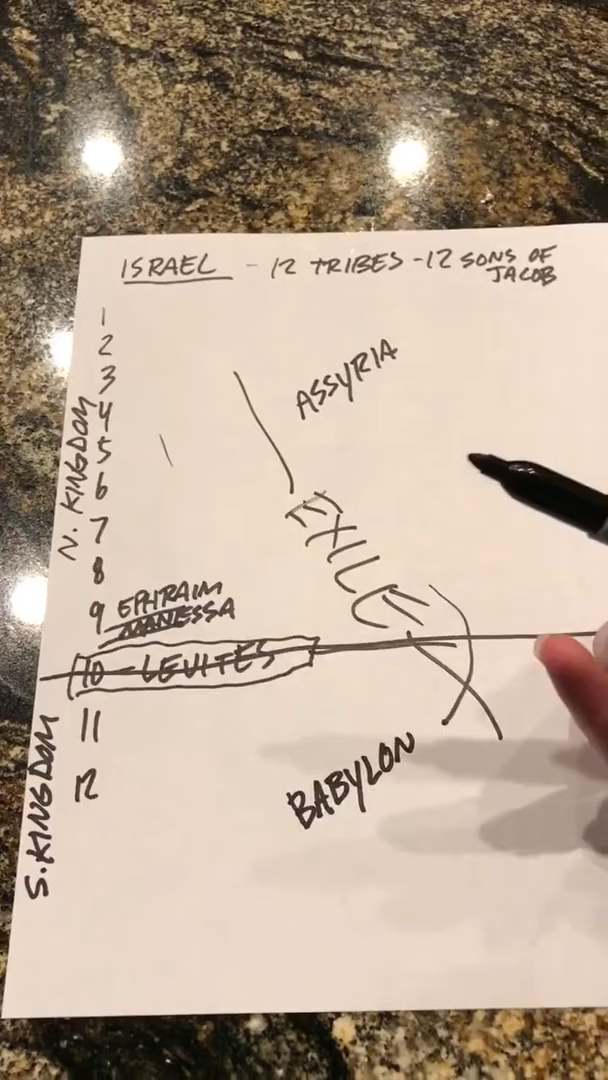 ISRAEL - 12 TRIBES - 12 SONS OF
JACOB
1
2
3
4
5
6
7
8
9 EPHRAIM
MANESSA
10 - LEVITES
11
12
N. KINGDOM
S. KINGDOM
ASSYRIA
EXILE
BABYLON